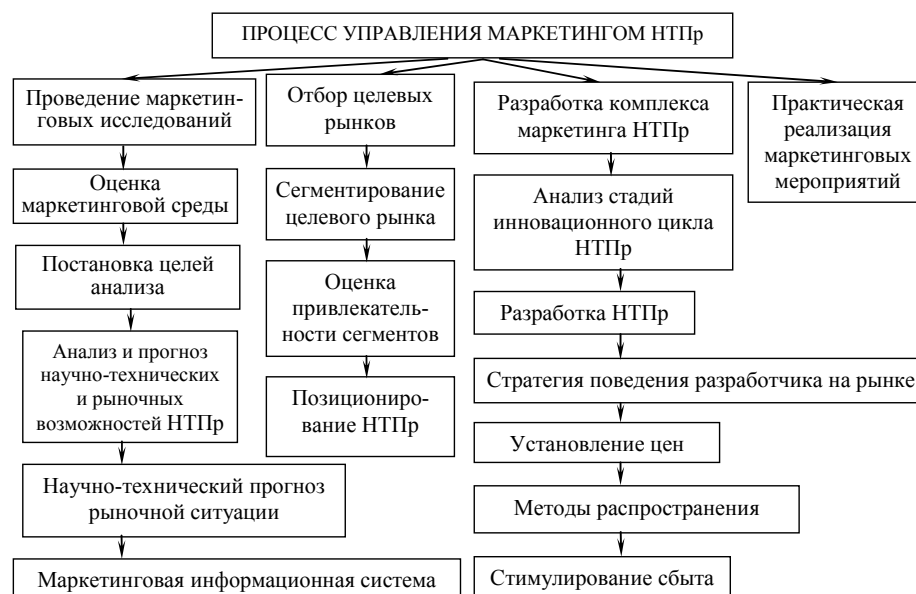 ПРОЦЕСС УПРАВЛЕНИЯ МАРКЕТИНГОМ НТПр
Проведение маркетин-
говых исследований
Оценка
маркетинговой среды
Постановка целей
анализа
Анализ и прогноз
научно-технических
и рыночных
возможностей НТПр
Научно-технический прогноз
рыночной ситуации
Маркетинговая информационная система
Отбор целевых
рынков
Сегментирование
целевого рынка
Оценка
привлекатель-
ности сегментов
Позициониро-
вание НТПр
Разработка комплекса
маркетинга НТПр
Анализ стадий
инновационного цикла
НТПр
Разработка НТПр
Стратегия поведения разработчика на рынке
Установление цен
Методы распространения
Стимулирование сбыта
Практическая
реализация
маркетинговых
мероприятий